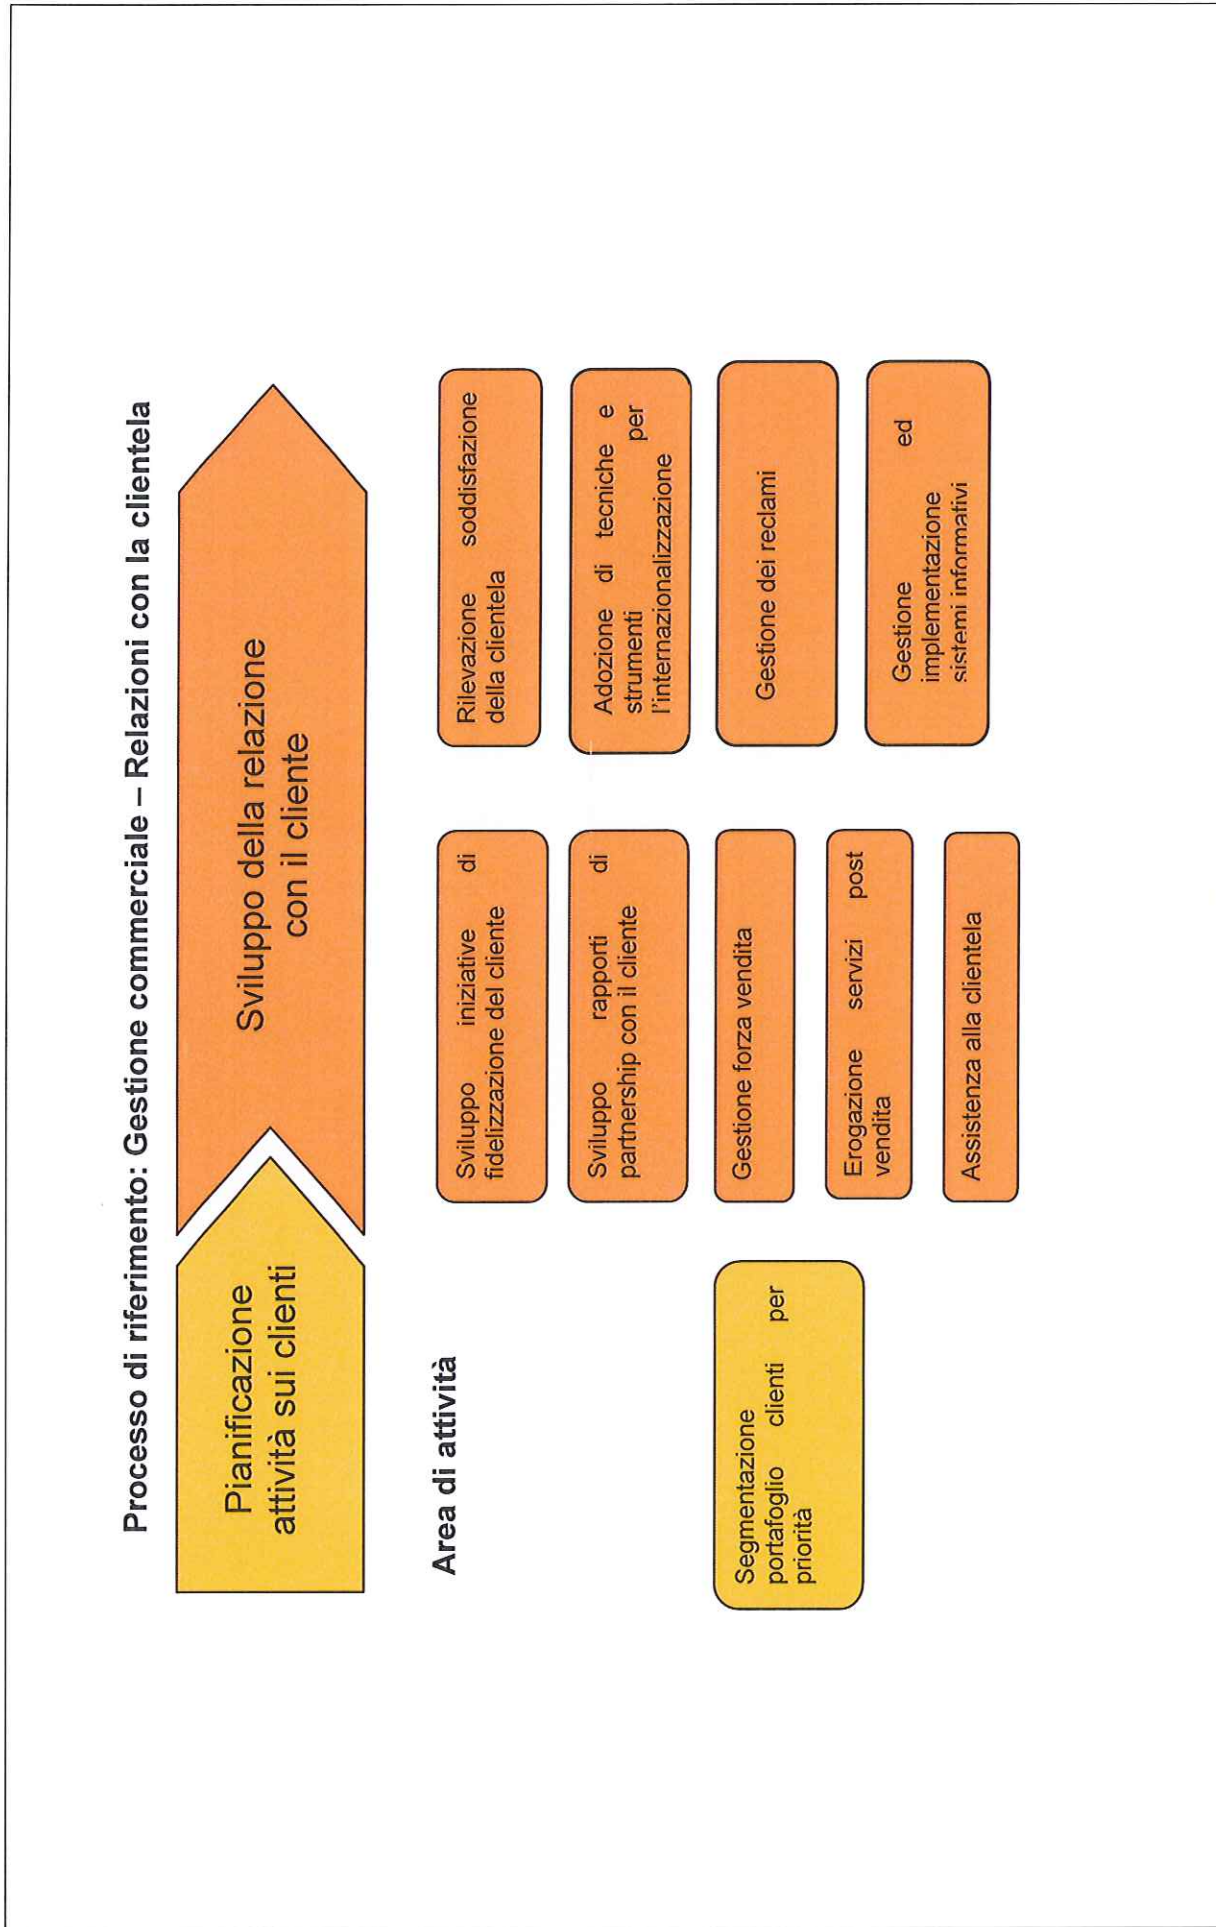 Processo di riferimento: Gestione commerciale – Relazioni con la clientela
Pianificazione
attività sui clienti
Sviluppo della relazione
con il cliente
Area di attività
Segmentazione
portafoglio clienti per
priorità
Sviluppo iniziative di
fidelizzazione del cliente
Sviluppo rapporti di
partnership con il cliente
Gestione forza vendita
Erogazione servizi post
vendita
Assistenza alla clientela
Rilevazione soddisfazione
della clientela
Adozione di tecniche e
strumenti per
l'internazionalizzazione
Gestione dei reclami
Gestione ed
implementazione
sistemi informativi